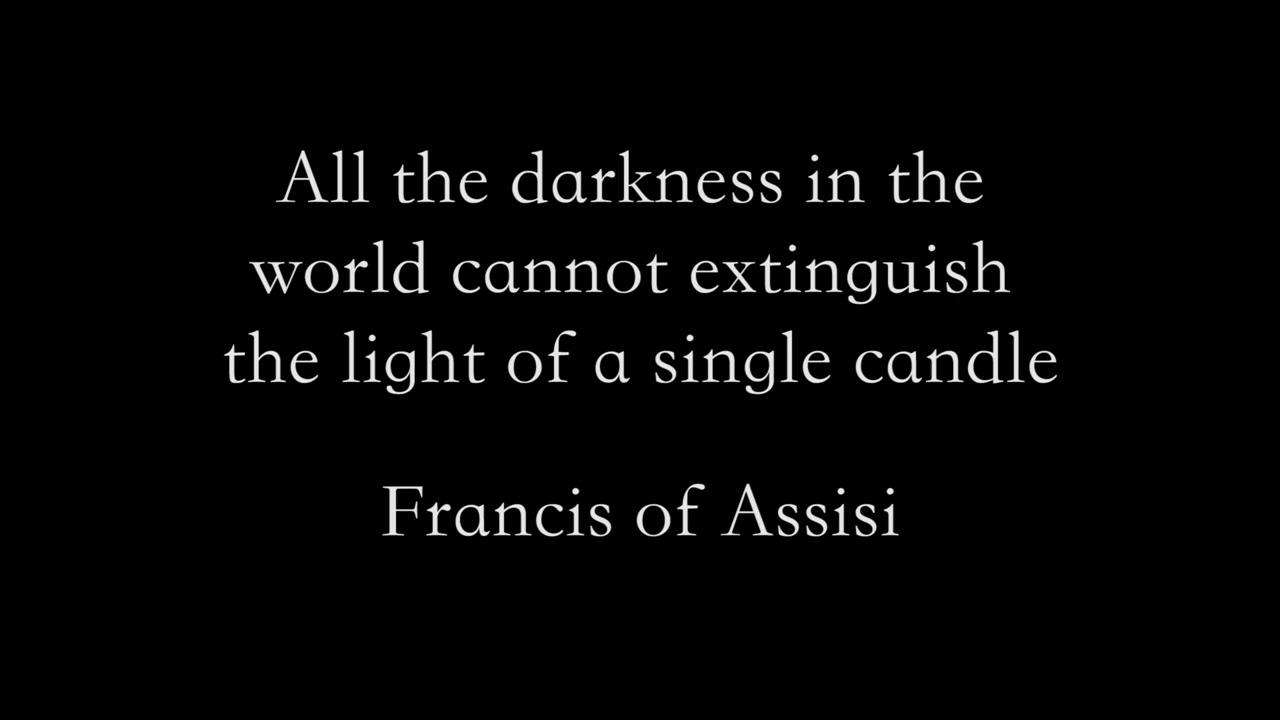 All the darkness in the
world cannot extinguish
the light of a single candle
Francis of Assisi